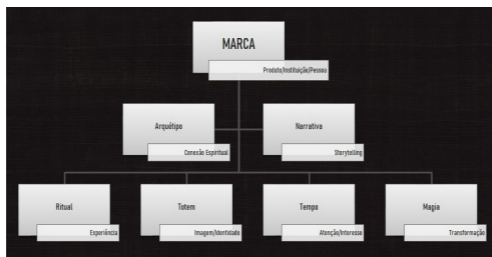 MARCA
Produto/Instituição/Pessoa
Arquétipo
Conexão Espiritual
Narrativa
Storytelling
Ritual
Experiência
Totem
Imagem/Identidade
Tempo
Atenção/Interesse
Magia
Transformação